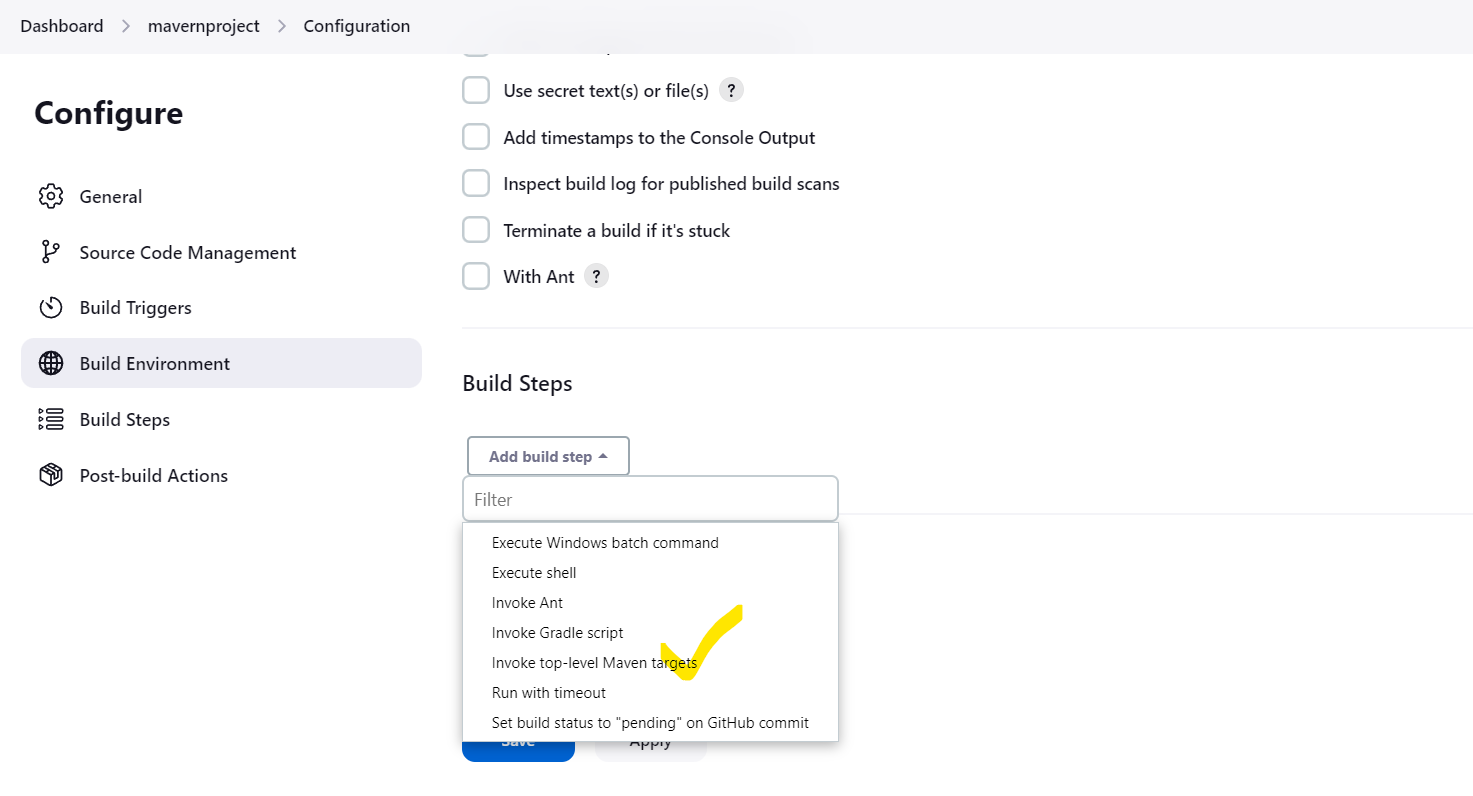 Dashboard > mavernproject > Configuration
Configure
General
Source Code Management
Build Triggers
Build Environment
Build Steps
Post-build Actions
Use secret text(s) or file(s) ?
Add timestamps to the Console Output
Inspect build log for published build scans
Terminate a build if it's stuck
With Ant ?
Build Steps
Add build step
Filter
Execute Windows batch command
Execute shell
Invoke Ant
Invoke Gradle script
Invoke top-level Maven targets
Run with timeout
Set build status to "pending" on GitHub commit
Save Apply